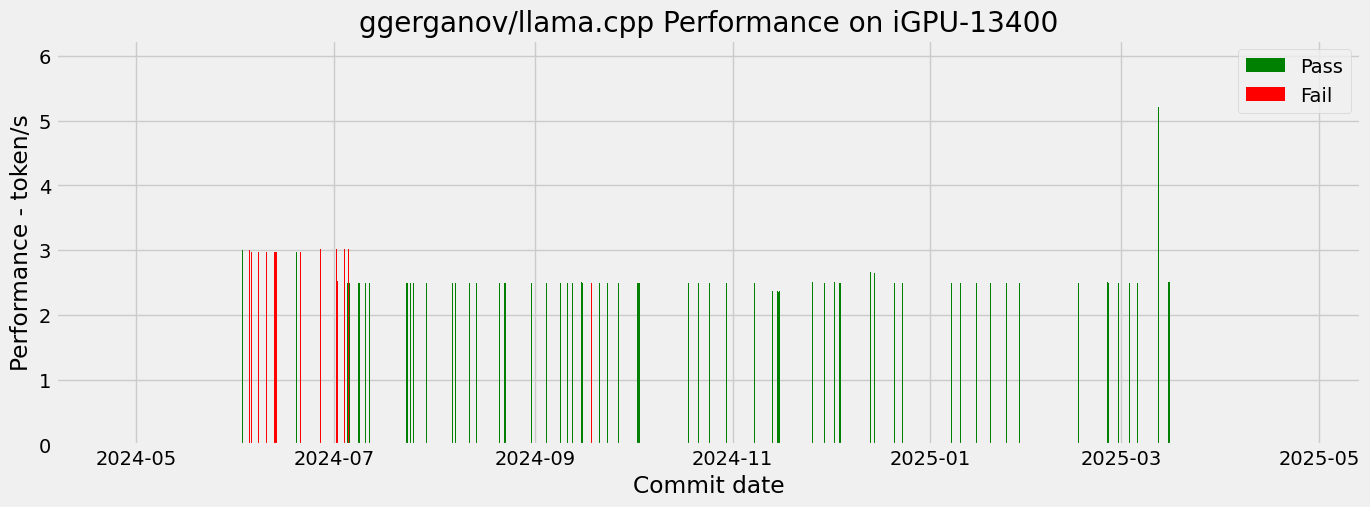 ggerganov/llama.cpp Performance on iGPU-13400
Performance - token/s
6
5
4
3
2
1
0
Pass
Fail
2024-05 2024-07 2024-09 2024-11 2025-01 2025-03 2025-05
Commit date